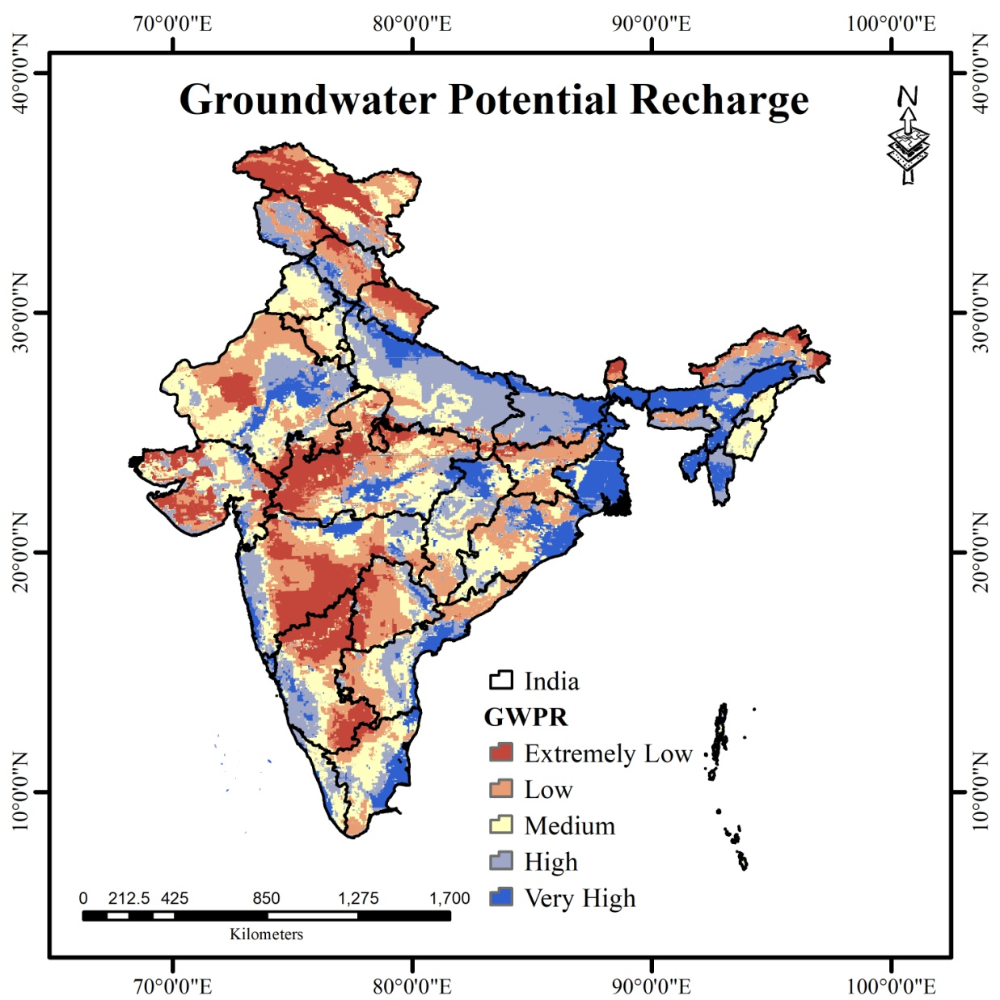 70°0'0"E 80°0'0"E 90°0'0"E 100°0'0"E
Groundwater Potential Recharge
N
40°0'0"N
40°0'0"N
30°0'0"N
30°0'0"N
20°0'0"N
20°0'0"N
10°0'0"N
10°0'0"N
India
GWPR
Extremely Low
Low
Medium
High
Very High
0 212.5 425 850 1,275 1,700
Kilometers
70°0'0"E 80°0'0"E 90°0'0"E 100°0'0"E